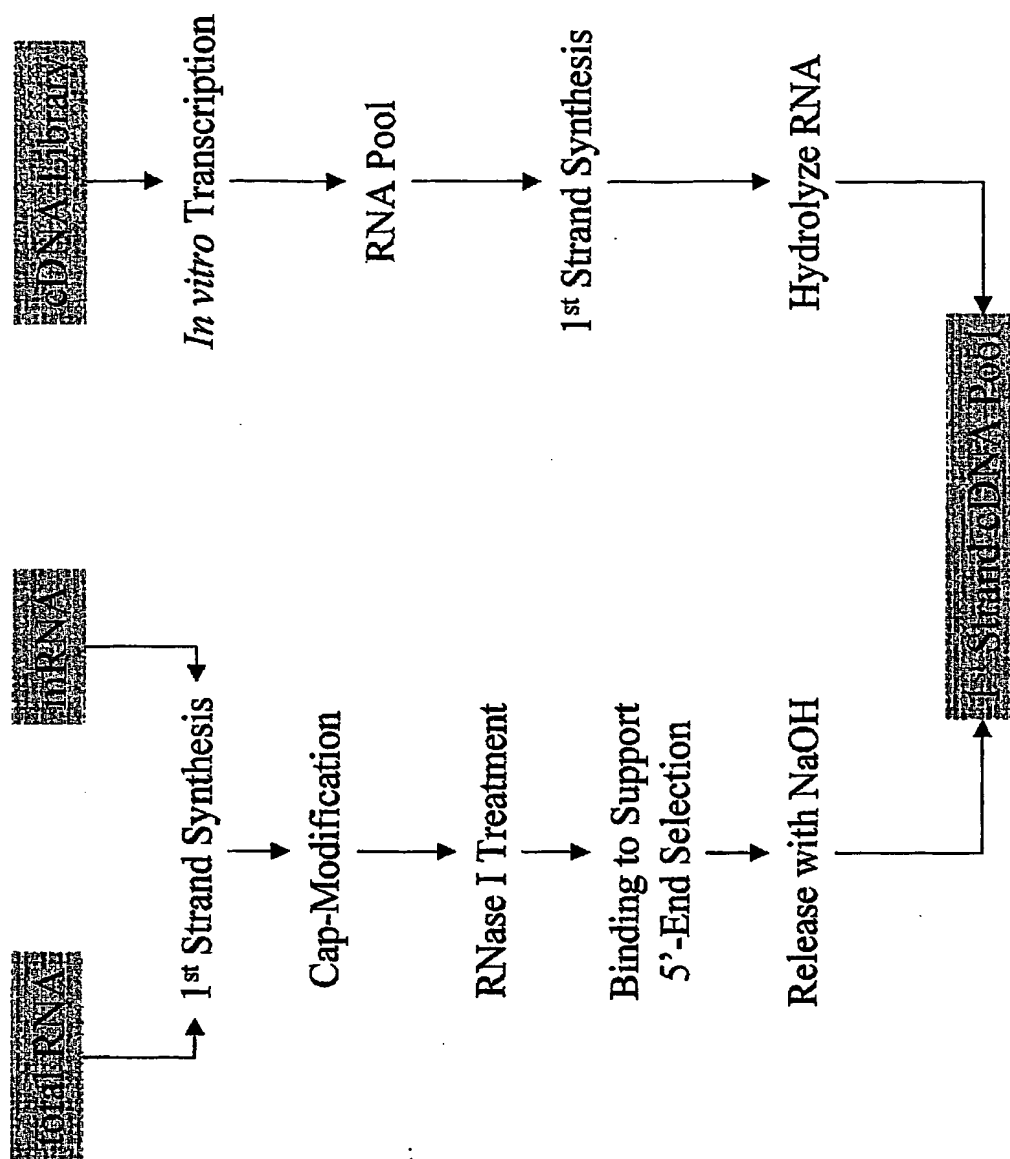 total RNA
mRNA
1st Strand Synthesis
Cap-Modification
RNase I Treatment
Binding to Support
5’-End Selection
Release with NaOH
cDNA Library
In vitro Transcription
RNA Pool
1st Strand Synthesis
Hydrolyze RNA
1st Strand cDNA Pool